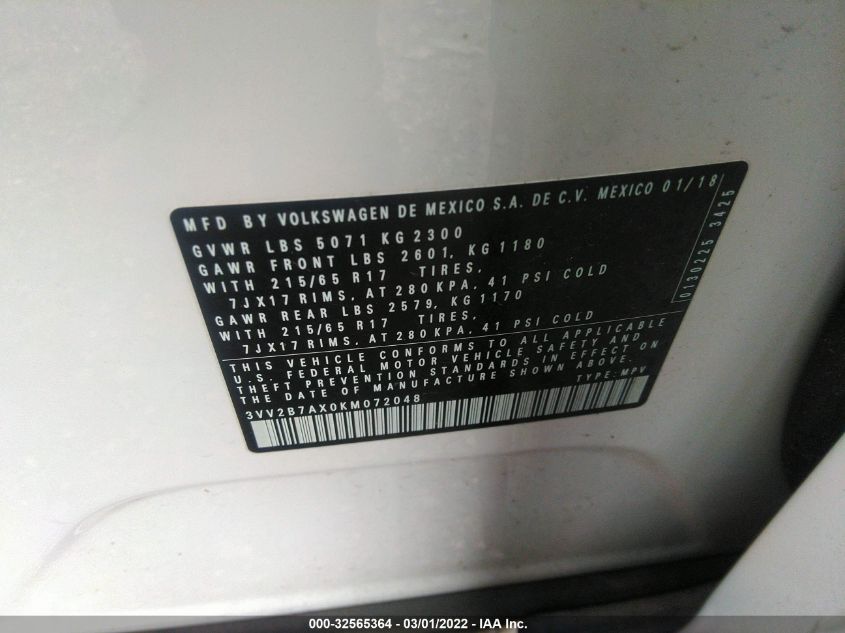 MFD BY VOLKSWAGEN DE MEXICO S.A. DE C.V. MEXICO 01/18
GVWR LBS 5071 KG 2300
GAWR FRONT LBS 2601, KG 1180
WITH 215/65 R17 TIRES,
7JX17 RIMS, AT 280 KPA, 41 PSI COLD
GAWR REAR LBS 2579, KG 1170
WITH 215/65 R17 TIRES,
7JX17 RIMS, AT 280 KPA, 41 PSI COLD
THIS VEHICLE CONFORMS TO ALL APPLICABLE
U.S. FEDERAL MOTOR VEHICLE SAFETY AND
THEFT PREVENTION STANDARDS IN EFFECT ON
THE DATE OF MANUFACTURE SHOWN ABOVE.
3VV2B7AX0KM072048 TYPE: MPV
0130225 3425
000-32565364 - 03/01/2022 - IAA Inc.